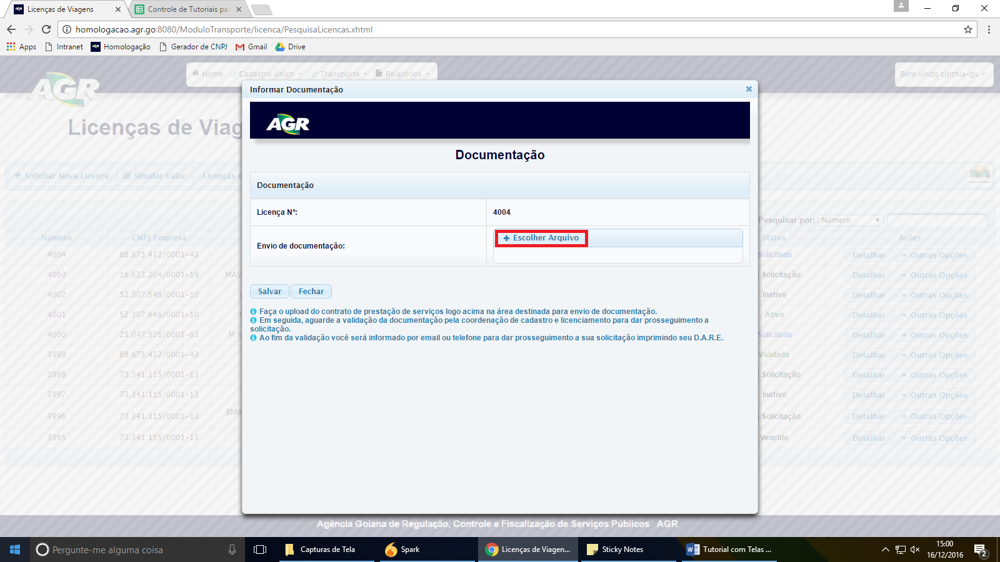 Licenças de Viagens
Controle de Tutoriais par
homologacao.agr.go:8080/ModuloTransporte/licenca/PesquisaLicencas.xhtml
Apps Intranet Homologação Gerador de CNPJ Gmail Drive
AGR
Home Cadastro Único Transporte Relatórios
Bem vindo cinthia-gs
Licenças de Viag
Solicitar Nova Licença Simular Valor Licenças e
Pesquisar por: Número
Número CNPJ Empresa Status Ações
4004 88.675.432/0001-43 Solicitada Detalhar Outras Opções
4003 16.623.204/0001-19 MAS Solicitação Detalhar Outras Opções
4002 52.307.646/0001-10 Inativo Detalhar Outras Opções
4001 52.307.646/0001-10 Ativo Detalhar Outras Opções
4000 25.047.926/0001-63 M R Solicitada Detalhar Outras Opções
3999 88.675.432/0001-43 Validada Detalhar Outras Opções
3998 73.341.115/0001-13 Solicitação Detalhar Outras Opções
3997 73.341.115/0001-13 Inativo Detalhar Outras Opções
3996 73.341.115/0001-13 BMW Solicitação Detalhar Outras Opções
3995 73.341.115/0001-13 Vencido Detalhar Outras Opções
Informar Documentação
AGR
Documentação
Documentação
Licença Nº: 4004
Envio de documentação: Escolher Arquivo
Salvar Fechar
Faça o upload do contrato de prestação de serviços logo acima na área destinada para envio de documentação.
Em seguida, aguarde a validação da documentação pela coordenação de cadastro e licenciamento para dar prosseguimento a
solicitação.
Ao fim da validação você será informado por email ou telefone para dar prosseguimento a sua solicitação imprimindo seu D.A.R.E.
Agência Goiana de Regulação, Controle e Fiscalização de Serviços Públicos AGR
Pergunte-me alguma coisa
Capturas de Tela
Spark
Licenças de Viagen...
Sticky Notes
Tutorial com Telas ...
15:00
16/12/2016
2